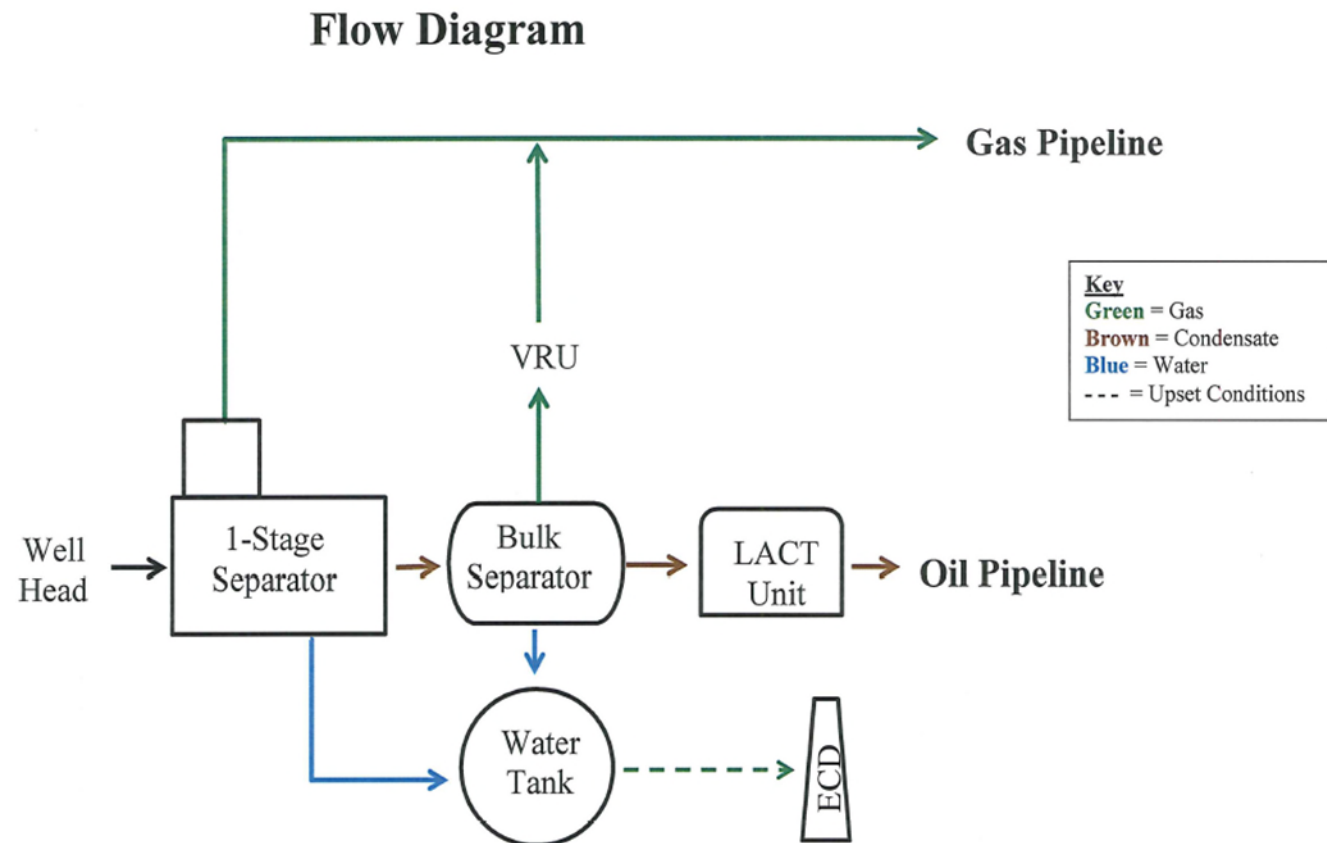 Flow Diagram
Gas Pipeline
Key
Green = Gas
Brown = Condensate
Blue = Water
--- = Upset Conditions
VRU
Well
Head
1-Stage
Separator
Bulk
Separator
LACT
Unit
Oil Pipeline
Water
Tank
ECD